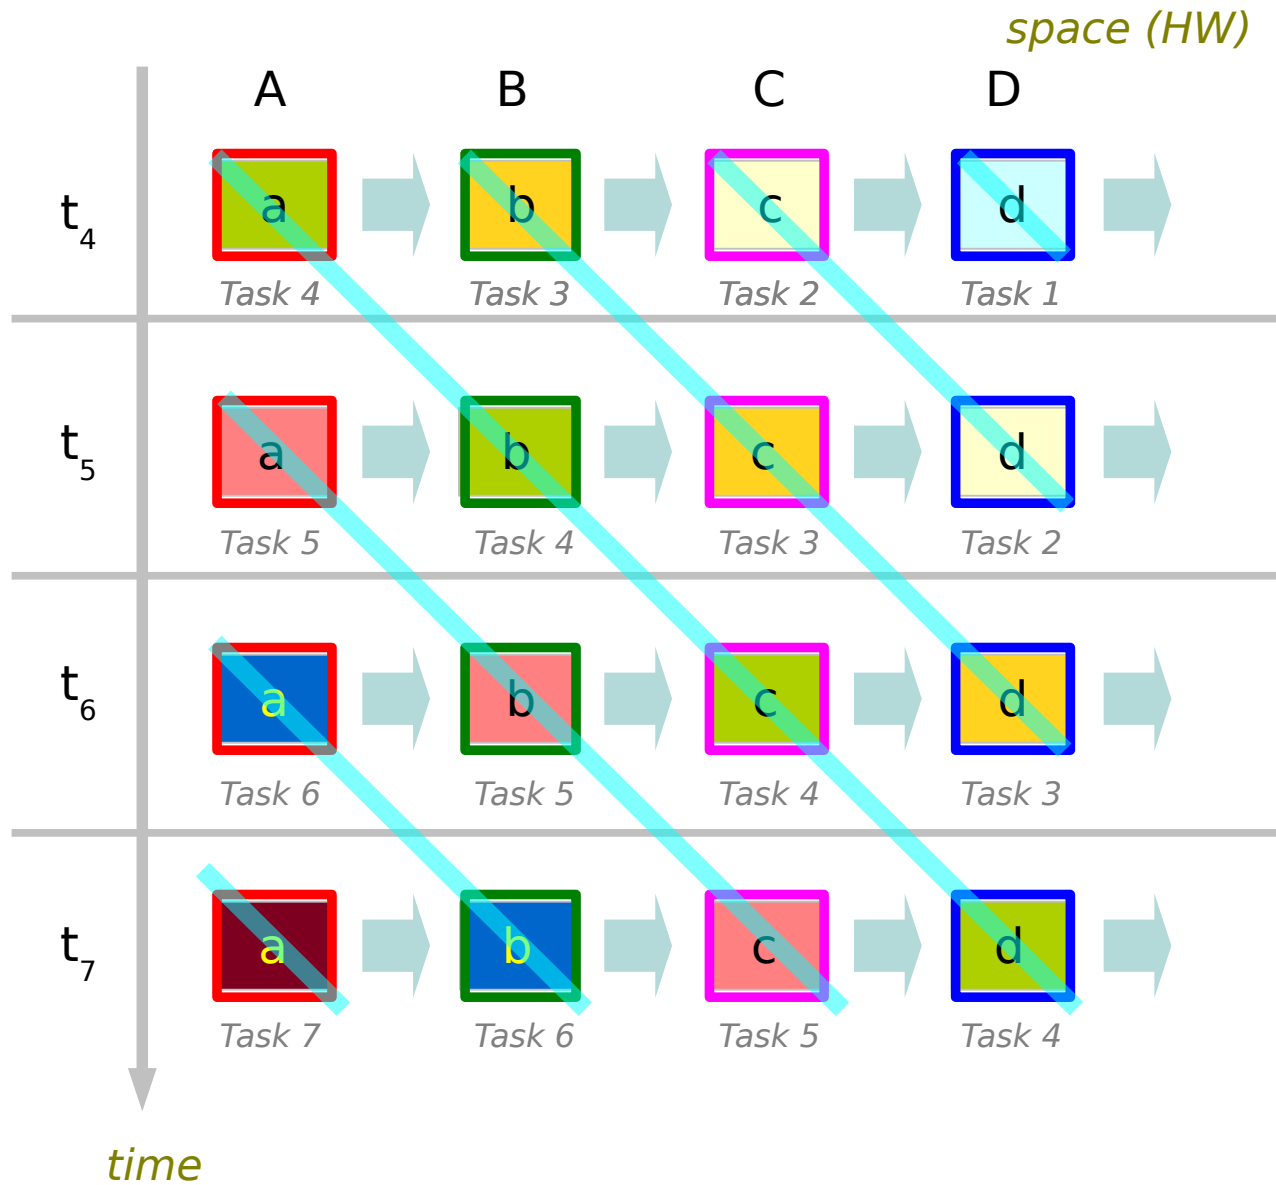 space (HW)
A B C D
t4 a b c d
Task 4 Task 3 Task 2 Task 1
t5 a b c d
Task 5 Task 4 Task 3 Task 2
t6 a b c d
Task 6 Task 5 Task 4 Task 3
t7 a b c d
Task 7 Task 6 Task 5 Task 4
time